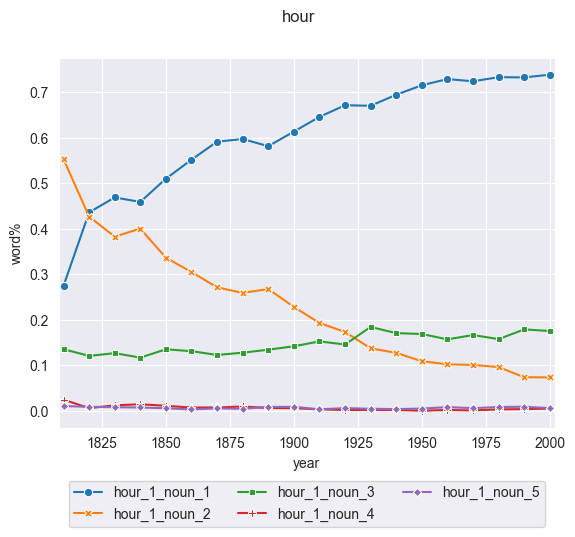 hour
0.7
0.6
0.5
0.4
0.3
0.2
0.1
0.0
word%
1825 1850 1875 1900 1925 1950 1975 2000
year
hour_1_noun_1 hour_1_noun_3 hour_1_noun_5
hour_1_noun_2 hour_1_noun_4